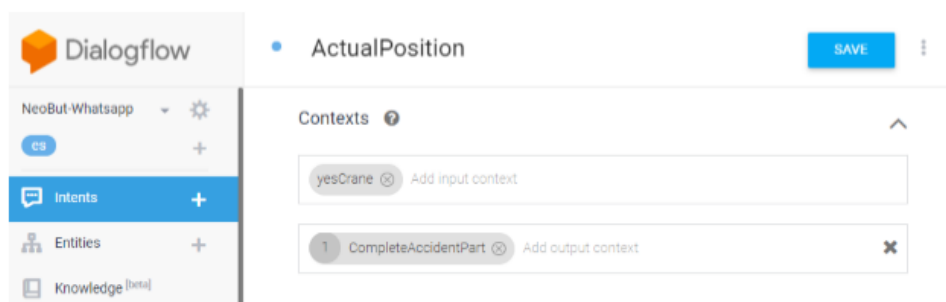 Dialogflow
ActualPosition
SAVE
NeoBut-Whatsapp
es
Contexts ?
yesCrane Add input context
Intents
1 CompleteAccidentPart Add output context
Entities
Knowledge [beta]